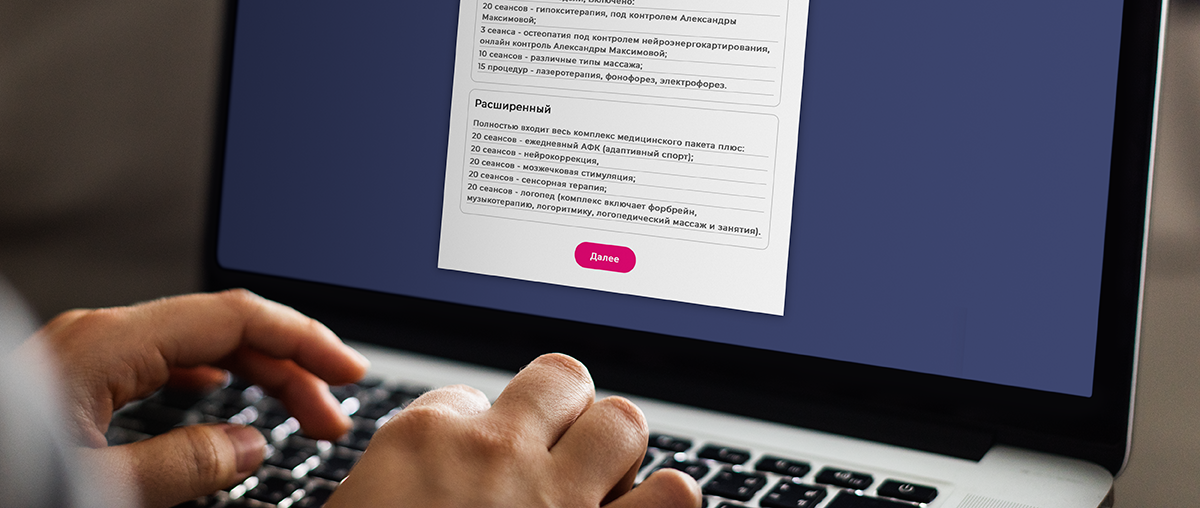 Включено:
20 сеансов - гипокситерапия, под контролем Александры
Максимовой;
3 сеанса - остеопатия под контролем нейроэнергокартирования,
онлайн контроль Александры Максимовой;
10 сеансов - различные типы массажа;
15 процедур - лазеротерапия, фонофорез, электрофорез.
Расширенный
Полностью входит весь комплекс медицинского пакета плюс:
20 сеансов - ежедневный АФК (адаптивный спорт);
20 сеансов - нейрокоррекция,
20 сеансов - мозжечковая стимуляция;
20 сеансов - сенсорная терапия;
20 сеансов - логопед (комплекс включает форбрейн,
музыкотерапию, логоритмику, логопедический массаж и занятия).
Далее